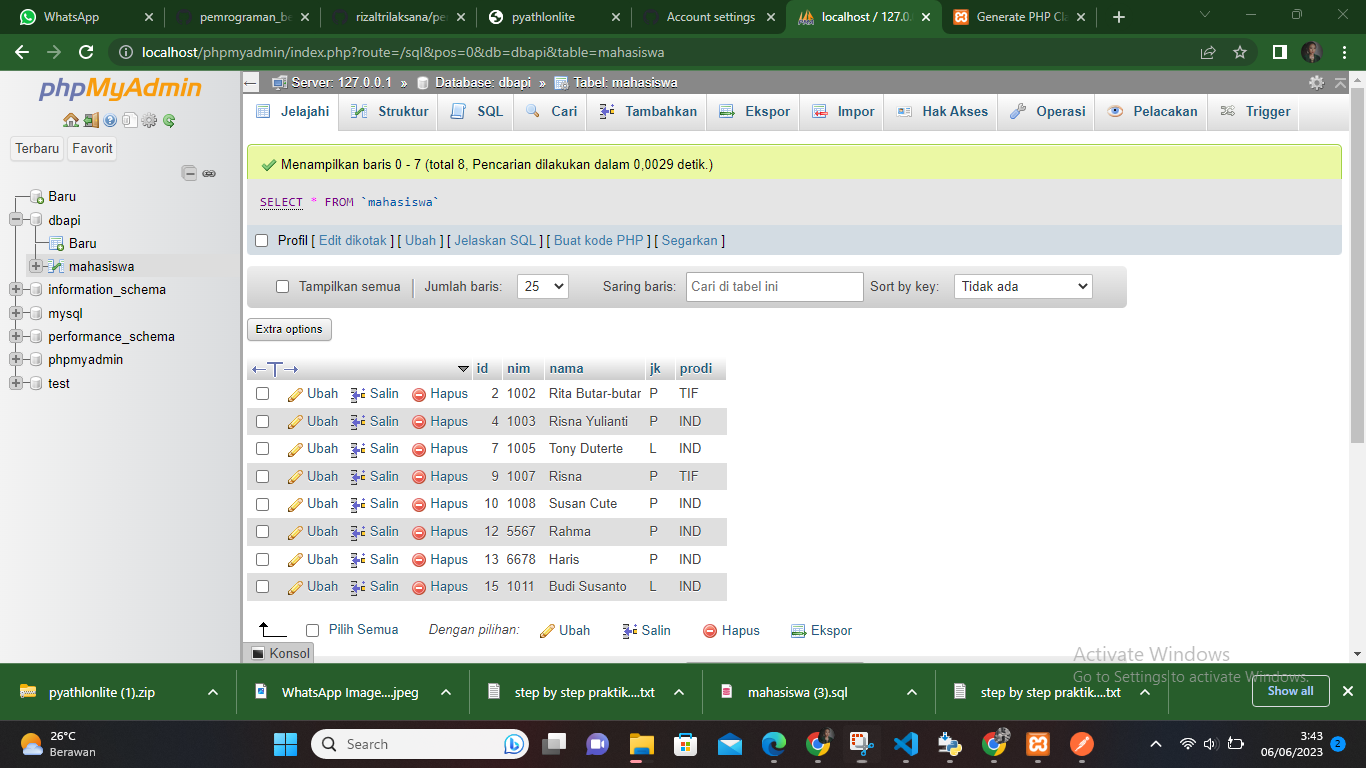 WhatsApp
pemrograman_be
rizaltrilaksana/pe
pyathlonlite
Account settings
localhost / 127.0.
Generate PHP Cla
localhost/phpmyadmin/index.php?route=/sql&pos=0&db=dbapi&table=mahasiswa
phpMyAdmin
Terbaru Favorit
Baru
dbapi
Baru
mahasiswa
information_schema
mysql
performance_schema
phpmyadmin
test
Server: 127.0.0.1 » Database: dbapi » Tabel: mahasiswa
Jelajahi Struktur SQL Cari Tambahkan Ekspor Impor Hak Akses Operasi Pelacakan Trigger
Menampilkan baris 0 - 7 (total 8, Pencarian dilakukan dalam 0,0029 detik.)
SELECT * FROM `mahasiswa`
Profil [ Edit dikotak ] [ Ubah ] [ Jelaskan SQL ] [ Buat kode PHP ] [ Segarkan ]
Tampilkan semua | Jumlah baris: 25 Saring baris: Cari di tabel ini Sort by key: Tidak ada
Extra options
←T→ id nim nama jk prodi
Ubah Salin Hapus 2 1002 Rita Butar-butar P TIF
Ubah Salin Hapus 4 1003 Risna Yulianti P IND
Ubah Salin Hapus 7 1005 Tony Duterte L IND
Ubah Salin Hapus 9 1007 Risna P TIF
Ubah Salin Hapus 10 1008 Susan Cute P IND
Ubah Salin Hapus 12 5567 Rahma P IND
Ubah Salin Hapus 13 6678 Haris P IND
Ubah Salin Hapus 15 1011 Budi Susanto L IND
Pilih Semua Dengan pilihan: Ubah Salin Hapus Ekspor
Konsol
Activate Windows
Go to Settings to activate Windows.
pyathlonlite (1).zip
WhatsApp Image....jpeg
step by step praktik....txt
mahasiswa (3).sql
step by step praktik....txt
Show all
26°C
Berawan
Search
3:43
06/06/2023
2